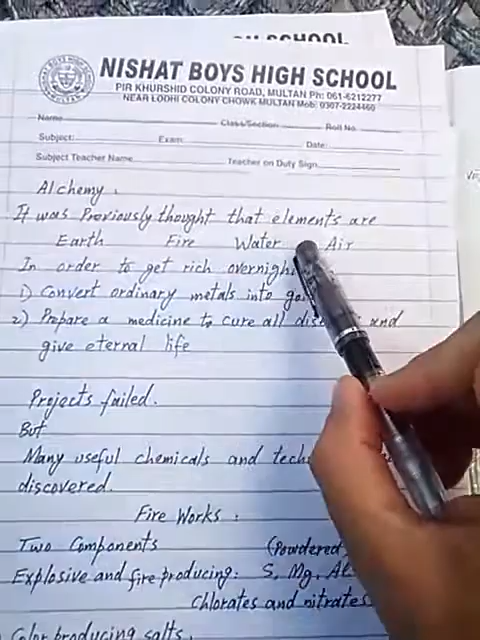 SCHOOL
NISHAT BOYS HIGH SCHOOL
PIR KHURSHID COLONY ROAD, MULTAN Ph: 061-6212277
NEAR LODHI COLONY CHOWK MULTAN Mob: 0307-2224460
Name Class/Section Roll No.
Subject: Exam: Date:
Subject Teacher Name Teacher on Duty Sign.
Alchemy :
It was Previously thought that elements are
Earth Fire Water Air
In order to get rich overnight
1) Convert ordinary metals into
2) Prepare a medicine to cure all and
give eternal life
Projects failed.
But
Many useful chemicals and
discovered.
Fire Works :
Two Components (Powdered
Explosive and fire producing: S, Mg, Al
Chlorates and nitrates
Color producing salts.